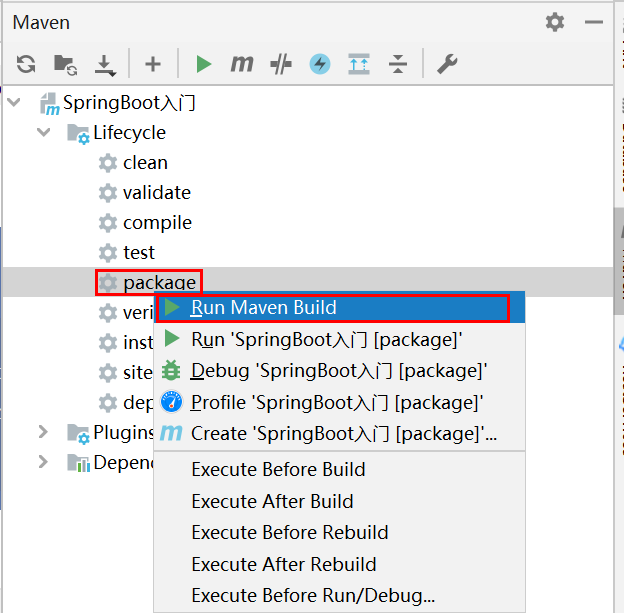 Maven
SpringBoot入门
Lifecycle
clean
validate
compile
test
package
Run Maven Build
veri
Run 'SpringBoot入门 [package]'
inst
Debug 'SpringBoot入门 [package]'
site
Profile 'SpringBoot入门 [package]'
dep
Create 'SpringBoot入门 [package]'...
Plugins
Depen
Execute Before Build
Execute After Build
Execute Before Rebuild
Execute After Rebuild
Execute Before Run/Debug...